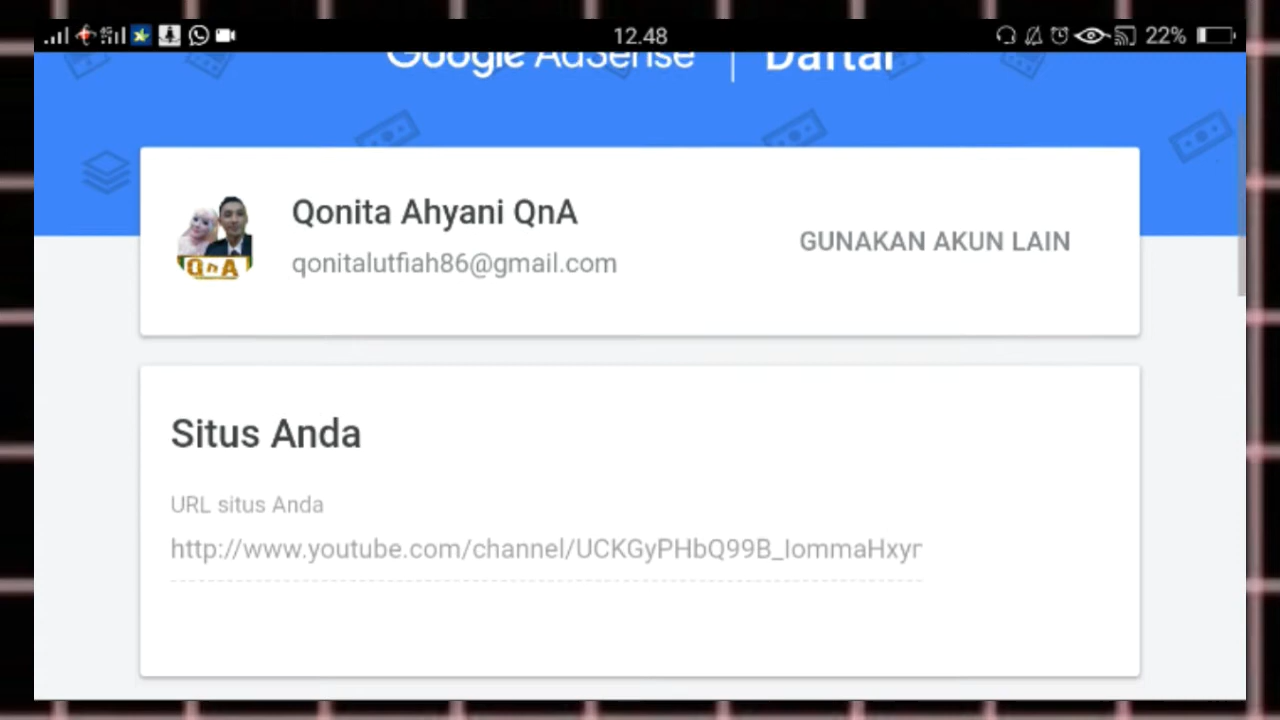 12.48
22%
Google AdSense | Daftar
Qonita Ahyani QnA
qonitalutfiah86@gmail.com
GUNAKAN AKUN LAIN
QnA
Situs Anda
URL situs Anda
http://www.youtube.com/channel/UCKGyPHbQ99B_IommaHxyr